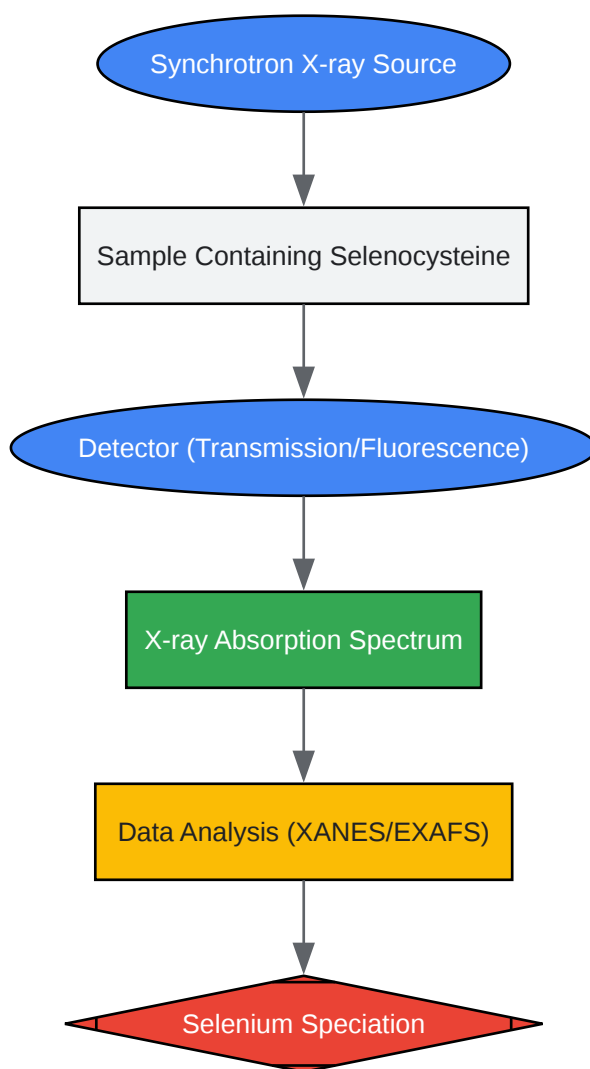 Synchrotron X-ray Source
Sample Containing Selenocysteine
Detector (Transmission/Fluorescence)
X-ray Absorption Spectrum
Data Analysis (XANES/EXAFS)
Selenium Speciation